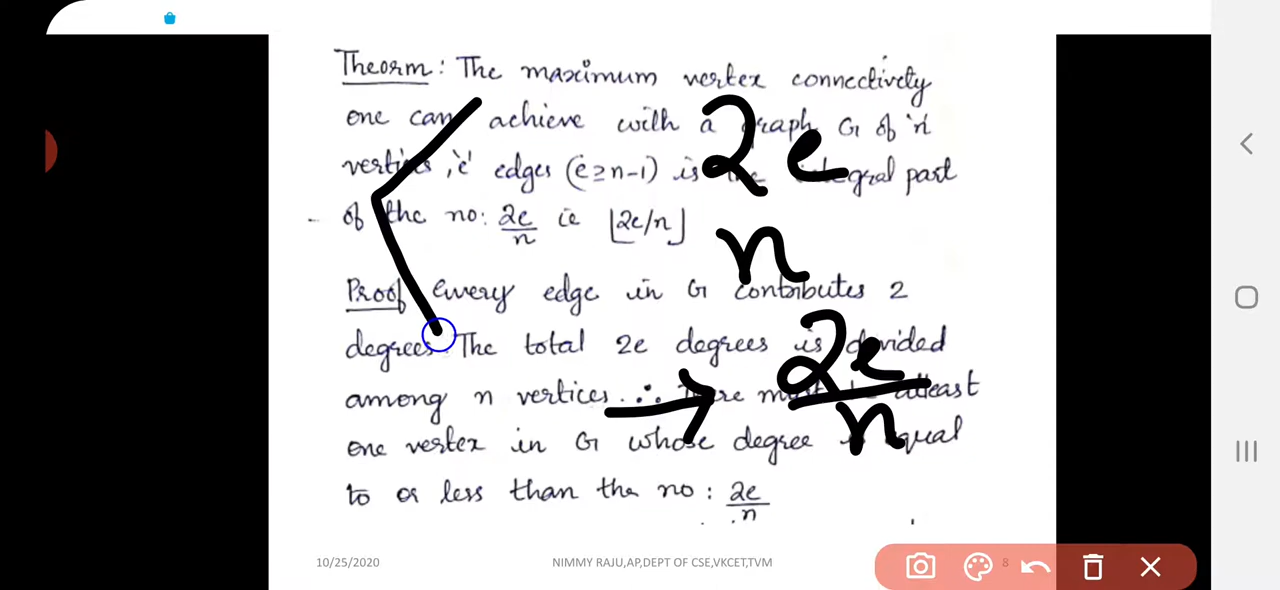 Theorm: The maximum vertex connectively
one can achieve with a graph G of 'n'
vertices, 'e' edges (e ≥ n-1) is the integral part
of the no: 2e/n ie ⌊2e/n⌋
2e
n
Proof Every edge in G contributes 2
degrees. The total 2e degrees is devided
among n vertices. ∴ There must be atleast
→ 2e/n
one vertex in G whose degree is equal
to or less than the no: 2e/n
10/25/2020 NIMMY RAJU,AP,DEPT OF CSE,VKCET,TVM 8